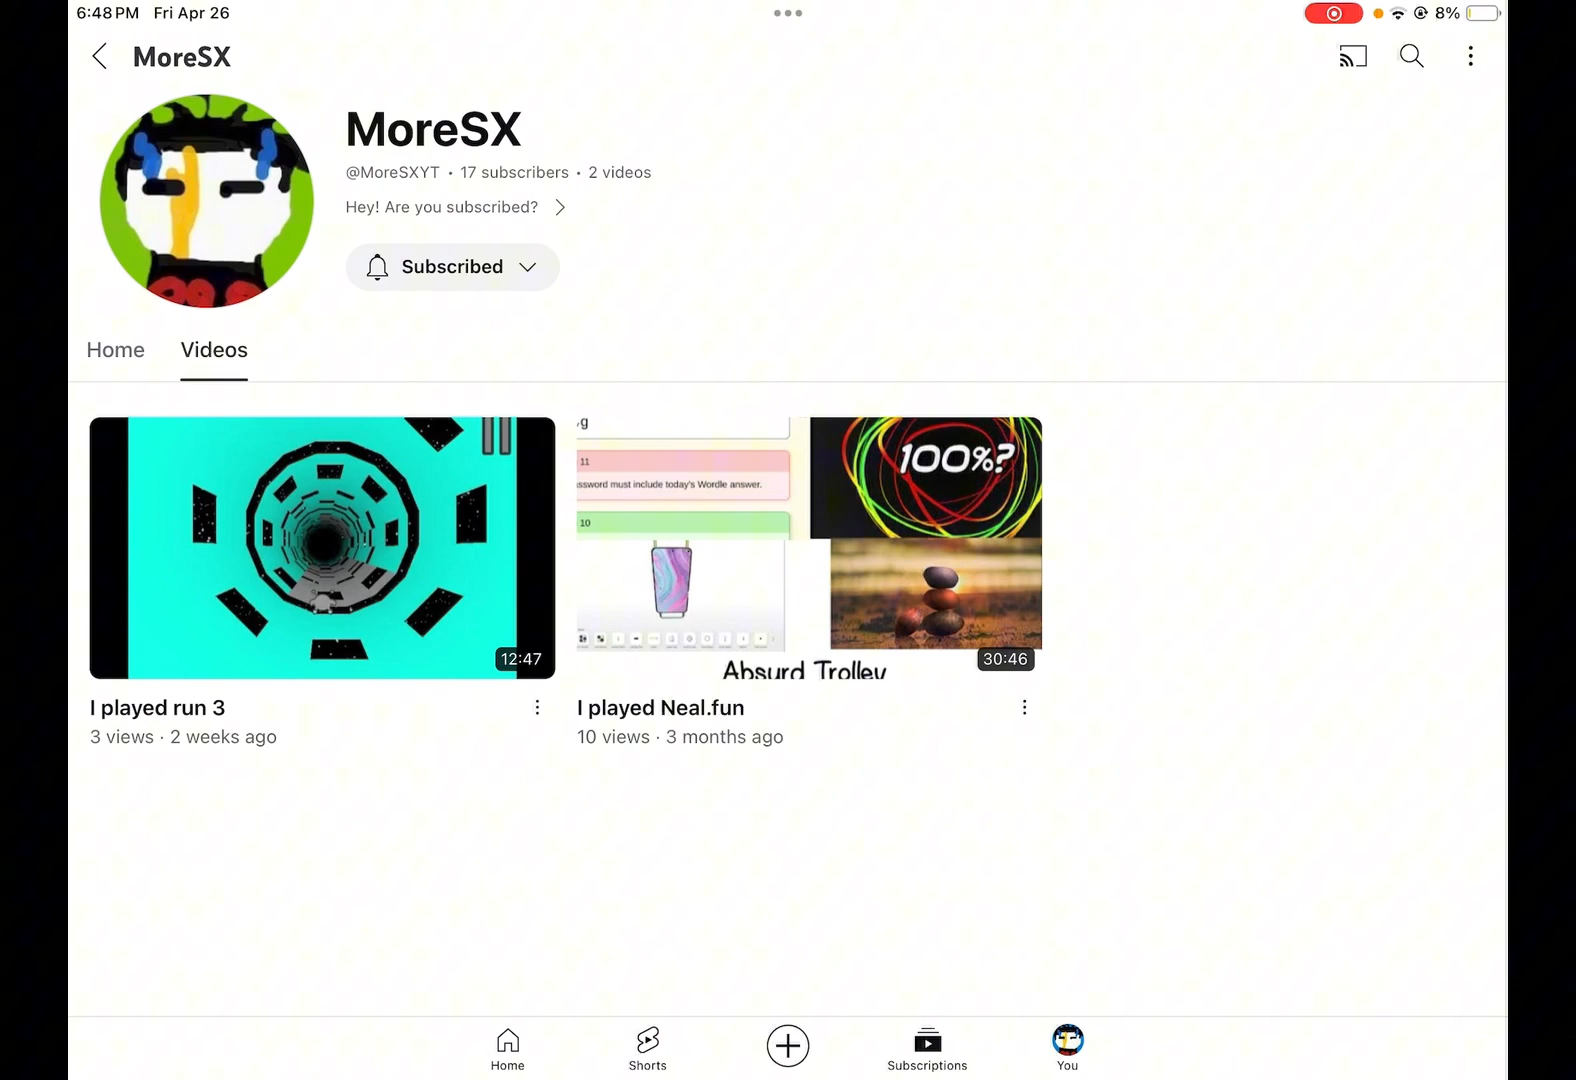 6:48 PM Fri Apr 26
8%
MoreSX
MoreSX
@MoreSXYT • 17 subscribers • 2 videos
Hey! Are you subscribed?
Subscribed
Home Videos
12:47
g
11
ssword must include today's Wordle answer.
10
100%?
Absurd Trolley
30:46
I played run 3
3 views · 2 weeks ago
I played Neal.fun
10 views · 3 months ago
Home
Shorts
Subscriptions
You